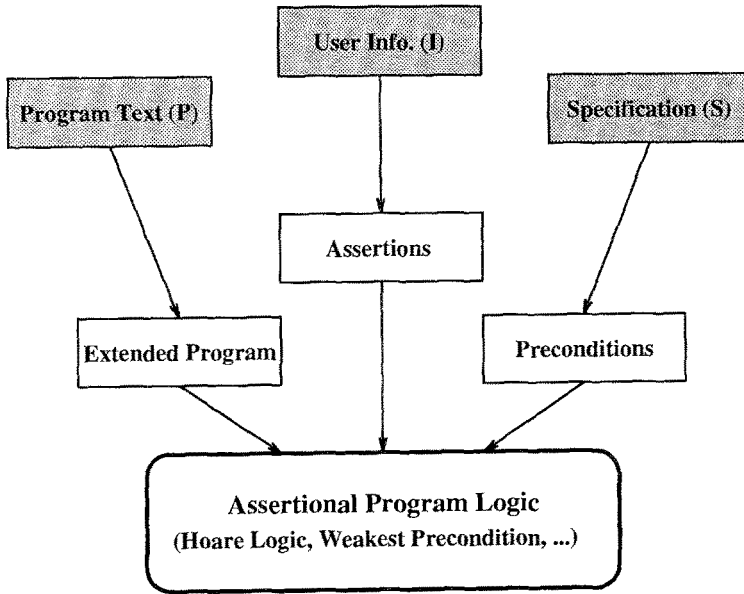 User Info. (I)
Program Text (P)
Specification (S)
Assertions
Extended Program
Preconditions
Assertional Program Logic
(Hoare Logic, Weakest Precondition, ...)